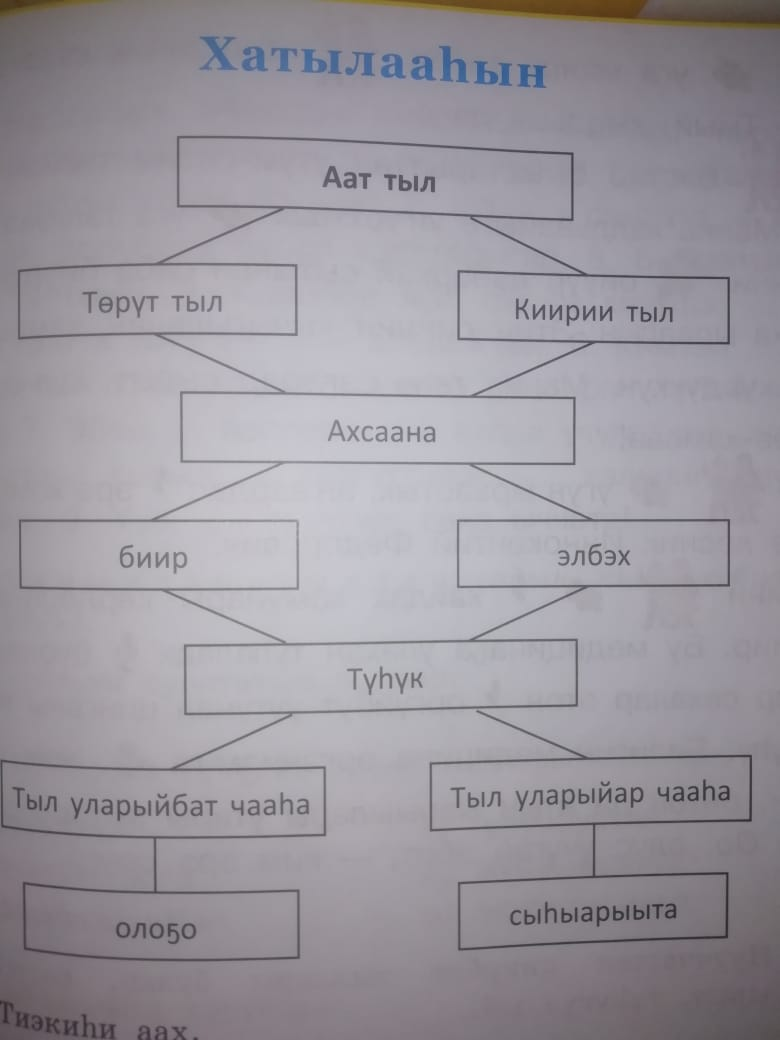 Хатылааһын
Аат тыл
Төрүт тыл
Киирии тыл
Ахсаана
биир
элбэх
Түһүк
Тыл уларыйбат чааһа
Тыл уларыйар чааһа
олоҕо
сыһыарыыта
Тиэкиһи аах.